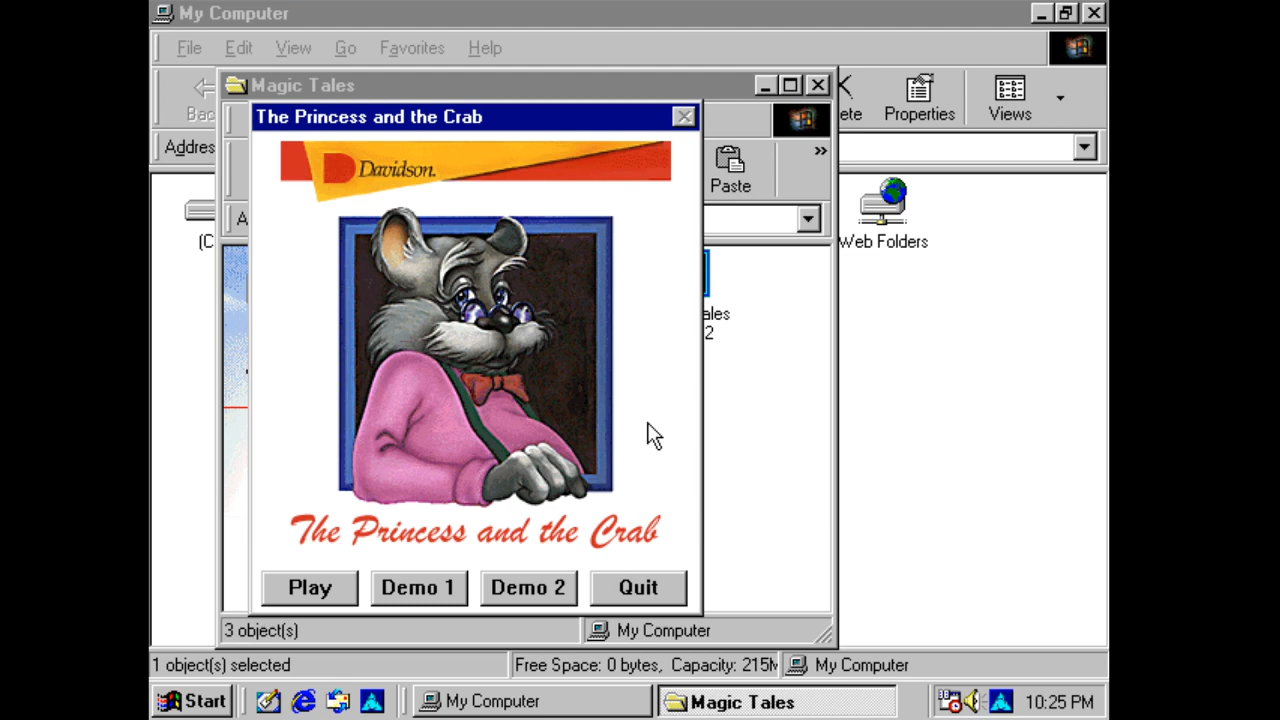 My Computer
File Edit View Go Favorites Help
Magic Tales
Bac
ete Properties Views
The Princess and the Crab
Addres
Davidson.
Paste
»
A
(C
Web Folders
ales
2
The Princess and the Crab
Play Demo 1 Demo 2 Quit
3 object(s) My Computer
1 object(s) selected Free Space: 0 bytes, Capacity: 215M My Computer
Start My Computer Magic Tales 10:25 PM